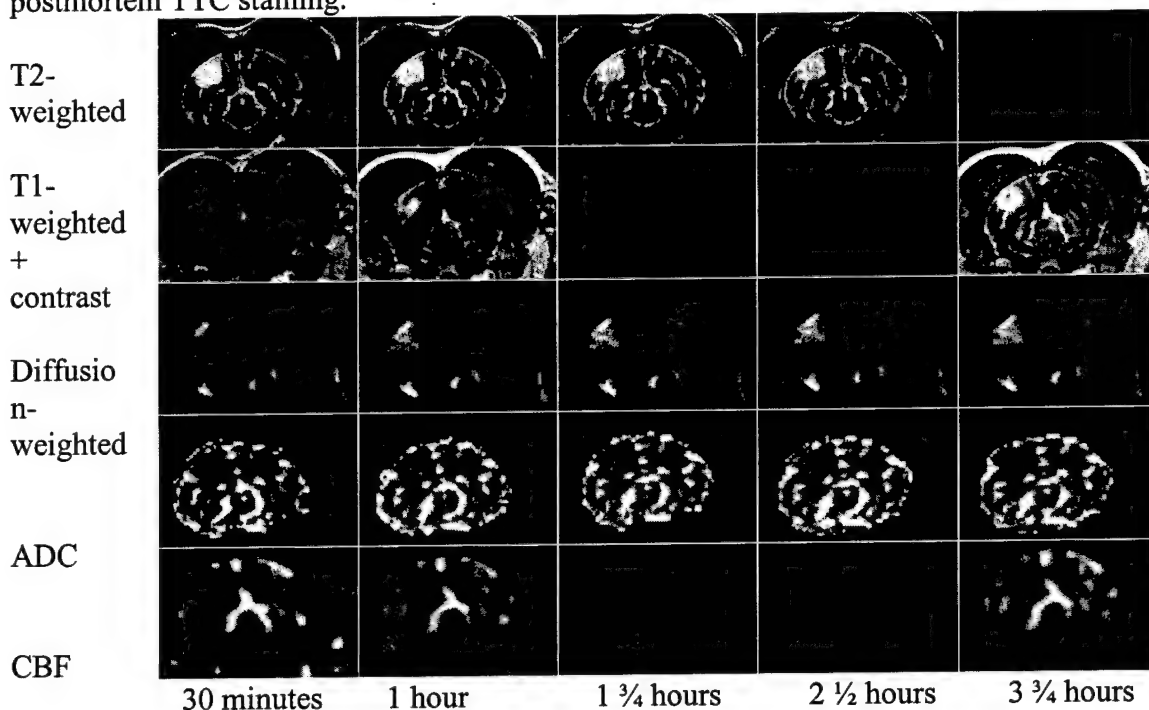 postmortem TTC staining.
T2-
weighted
T1-
weighted
+
contrast
Diffusio
n-
weighted
ADC
CBF
30 minutes
1 hour
1 ¾ hours
2 ½ hours
3 ¾ hours